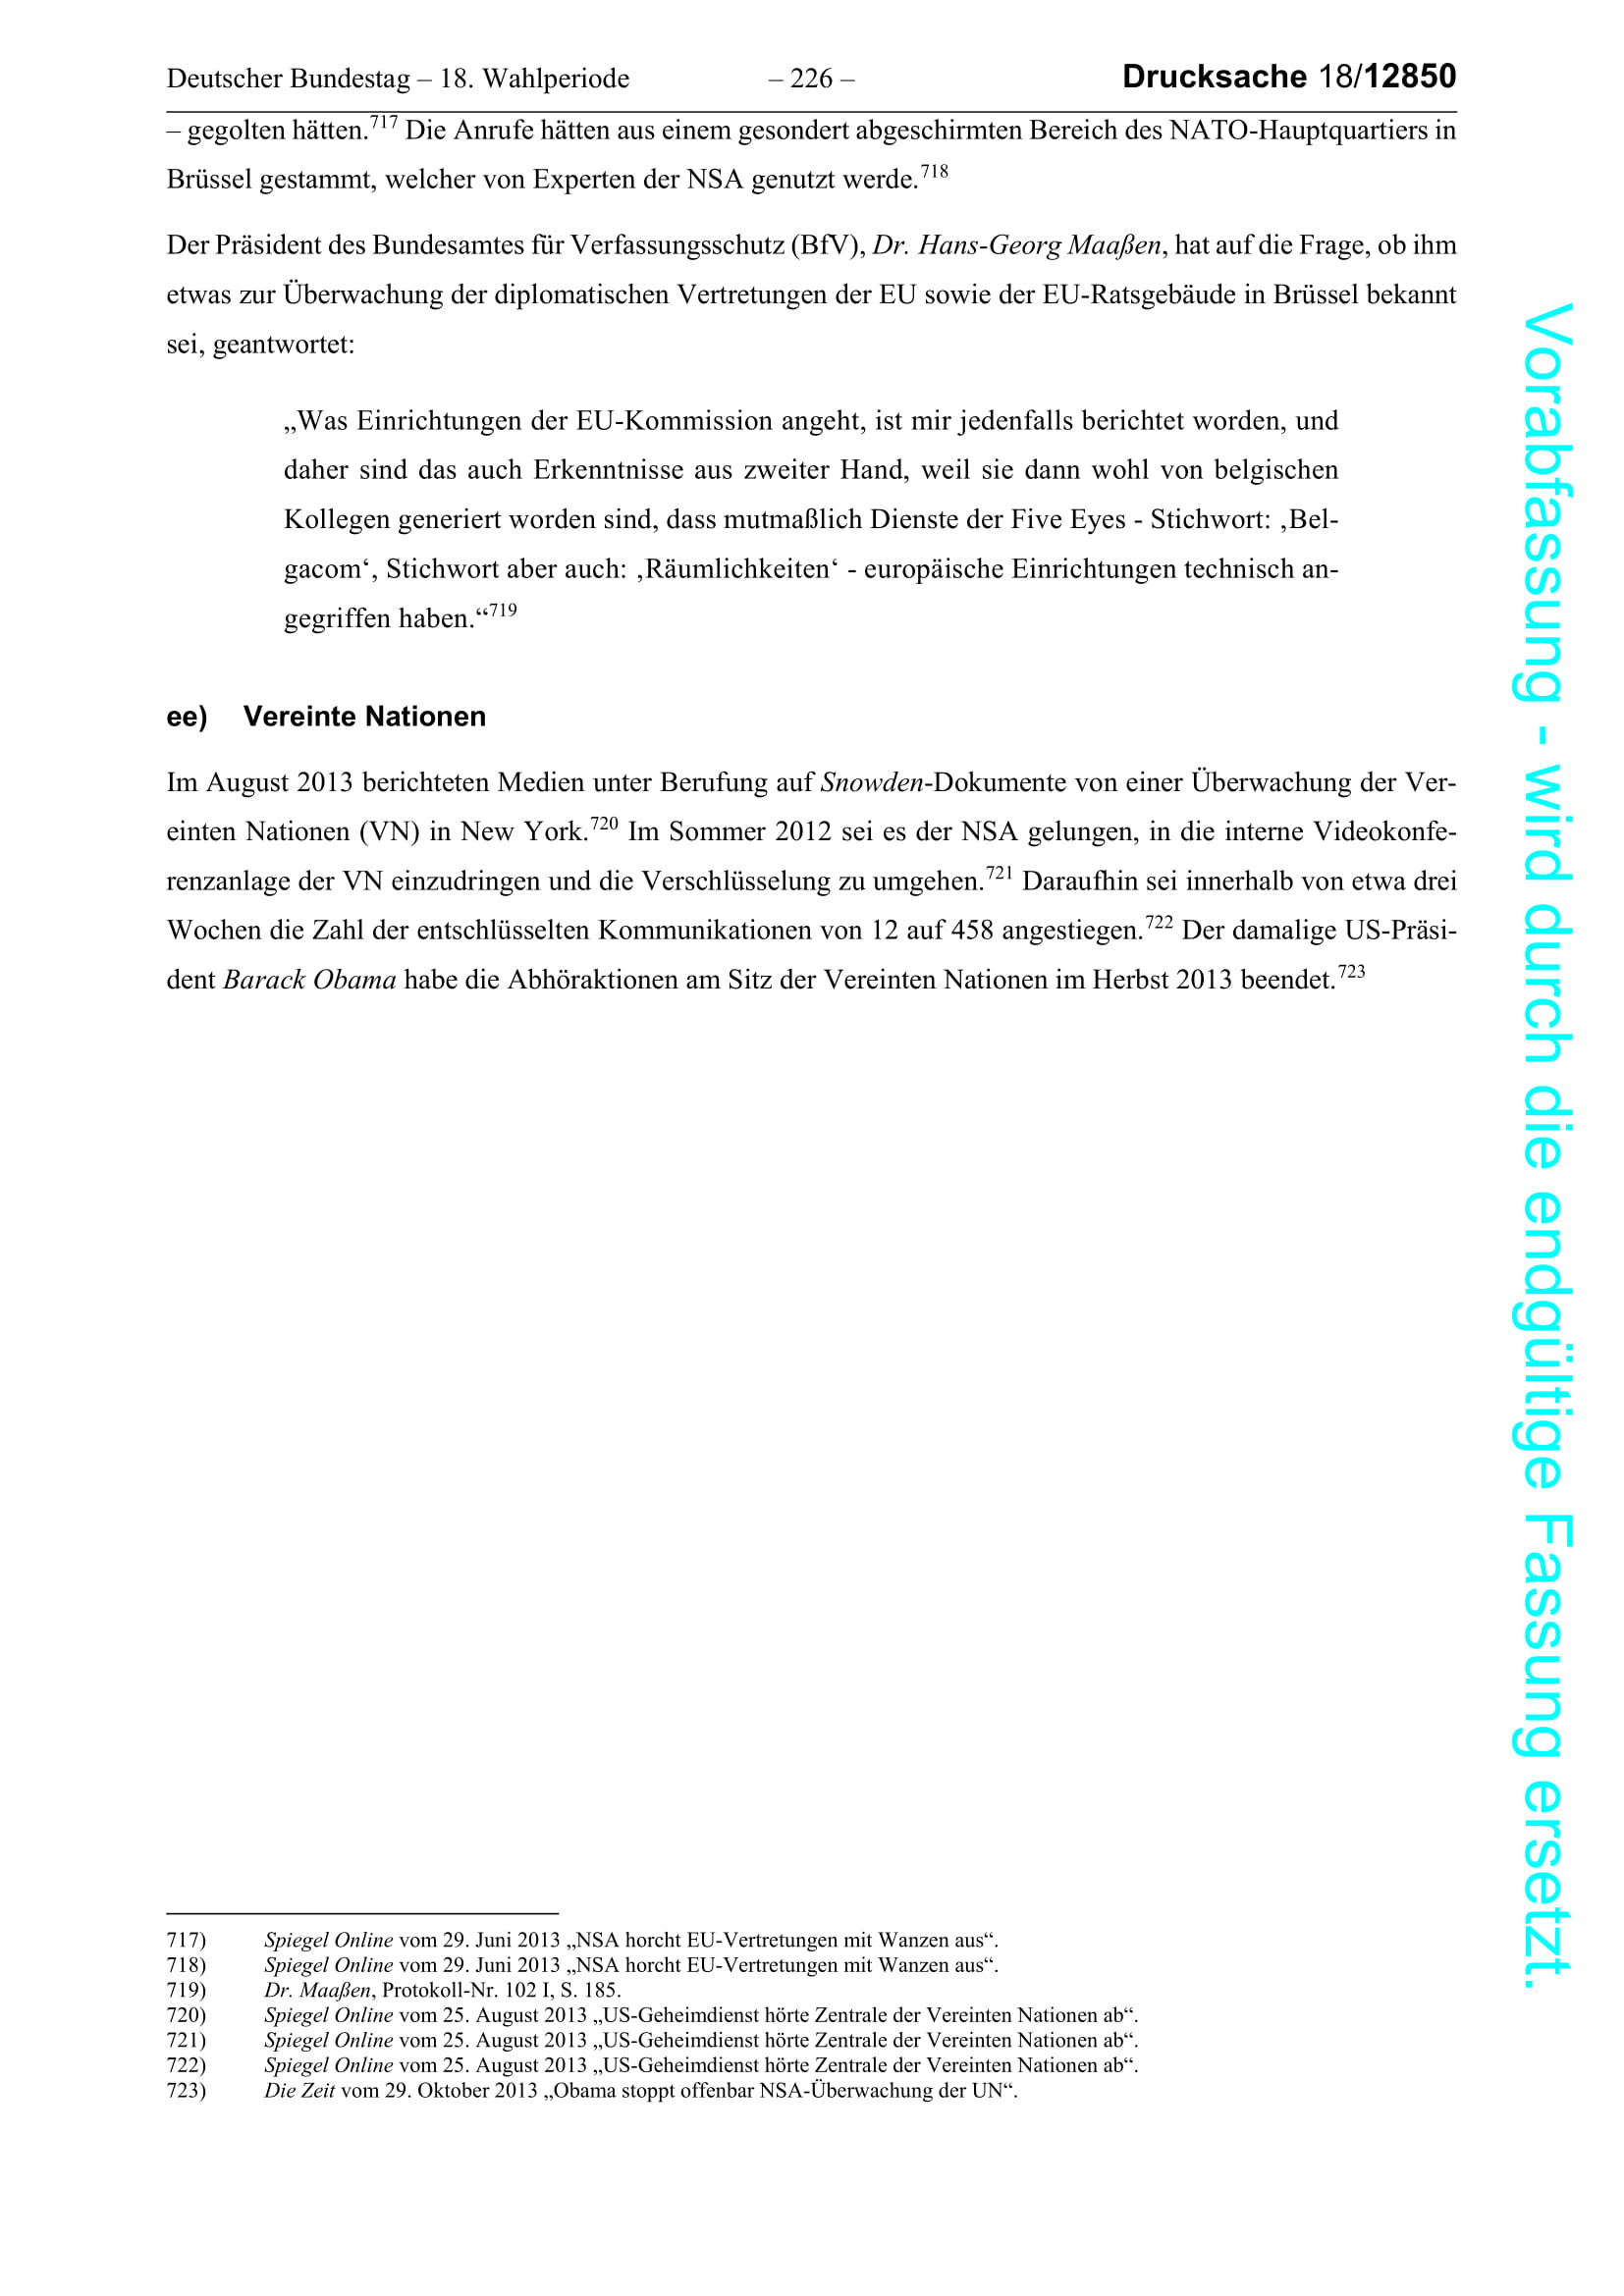 Deutscher Bundestag – 18. Wahlperiode – 226 – Drucksache 18/12850
– gegolten hätten.717 Die Anrufe hätten aus einem gesondert abgeschirmten Bereich des NATO-Hauptquartiers in
Brüssel gestammt, welcher von Experten der NSA genutzt werde.718
Der Präsident des Bundesamtes für Verfassungsschutz (BfV), Dr. Hans-Georg Maaßen, hat auf die Frage, ob ihm
etwas zur Überwachung der diplomatischen Vertretungen der EU sowie der EU-Ratsgebäude in Brüssel bekannt
sei, geantwortet:
„Was Einrichtungen der EU-Kommission angeht, ist mir jedenfalls berichtet worden, und
daher sind das auch Erkenntnisse aus zweiter Hand, weil sie dann wohl von belgischen
Kollegen generiert worden sind, dass mutmaßlich Dienste der Five Eyes - Stichwort: ‚Bel-
gacom‘, Stichwort aber auch: ‚Räumlichkeiten‘ - europäische Einrichtungen technisch an-
gegriffen haben.“719
ee) Vereinte Nationen
Im August 2013 berichteten Medien unter Berufung auf Snowden-Dokumente von einer Überwachung der Ver-
einten Nationen (VN) in New York.720 Im Sommer 2012 sei es der NSA gelungen, in die interne Videokonfe-
renzanlage der VN einzudringen und die Verschlüsselung zu umgehen.721 Daraufhin sei innerhalb von etwa drei
Wochen die Zahl der entschlüsselten Kommunikationen von 12 auf 458 angestiegen.722 Der damalige US-Präsi-
dent Barack Obama habe die Abhöraktionen am Sitz der Vereinten Nationen im Herbst 2013 beendet.723
717) Spiegel Online vom 29. Juni 2013 „NSA horcht EU-Vertretungen mit Wanzen aus“.
718) Spiegel Online vom 29. Juni 2013 „NSA horcht EU-Vertretungen mit Wanzen aus“.
719) Dr. Maaßen, Protokoll-Nr. 102 I, S. 185.
720) Spiegel Online vom 25. August 2013 „US-Geheimdienst hörte Zentrale der Vereinten Nationen ab“.
721) Spiegel Online vom 25. August 2013 „US-Geheimdienst hörte Zentrale der Vereinten Nationen ab“.
722) Spiegel Online vom 25. August 2013 „US-Geheimdienst hörte Zentrale der Vereinten Nationen ab“.
723) Die Zeit vom 29. Oktober 2013 „Obama stoppt offenbar NSA-Überwachung der UN“.
Vorabfassung - wird durch die endgültige Fassung ersetzt.